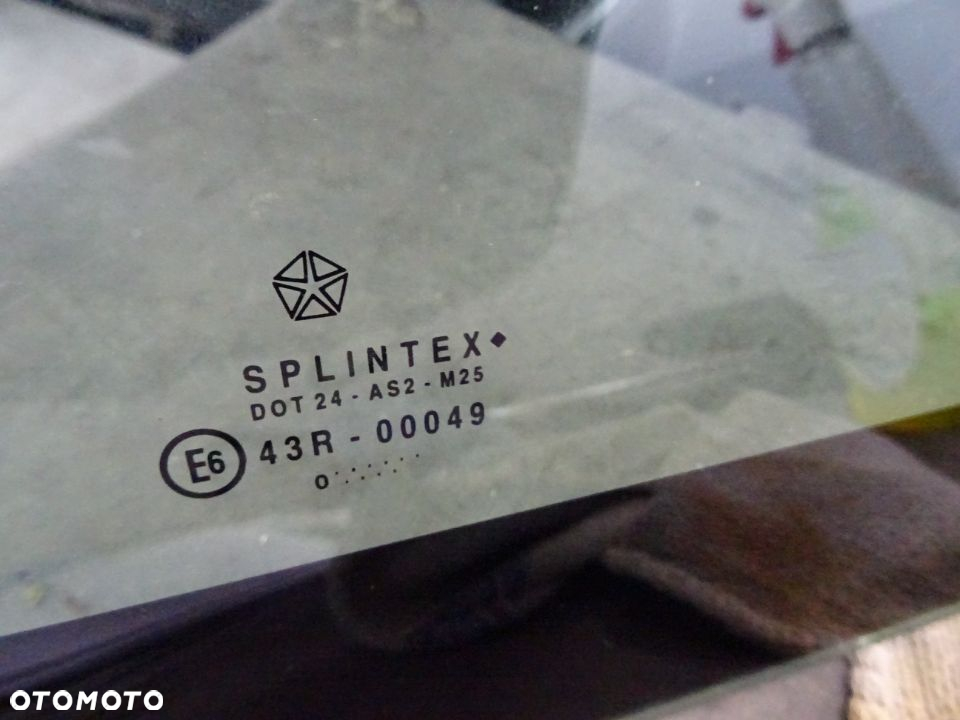 SPLINTEX
DOT 24 - AS2 - M25
E6 43R - 00049
o
OTOMOTO